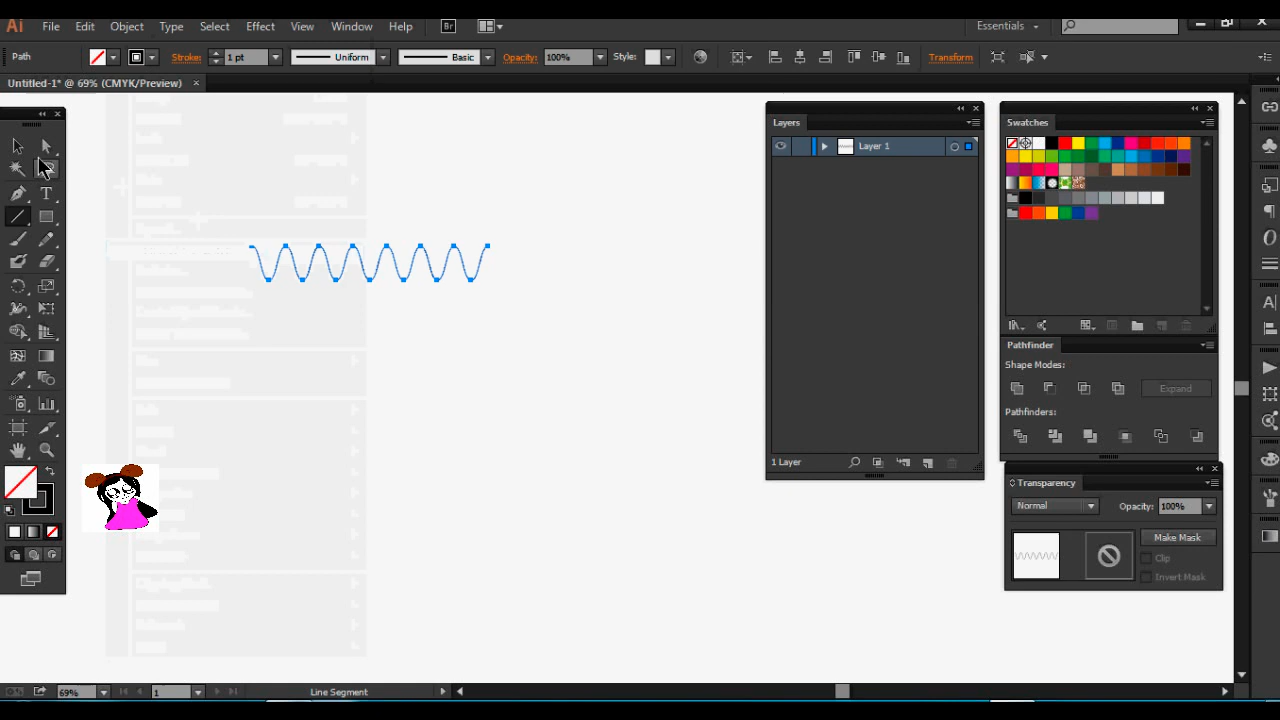 Ai File Edit Object Type Select Effect View Window Help Br Essentials
Path Stroke: 1 pt Uniform Basic Opacity: 100% Style: Transform
Untitled-1* @ 69% (CMYK/Preview)
Layers
Layer 1
1 Layer
Swatches
Pathfinder
Shape Modes:
Expand
Pathfinders:
Transparency
Normal Opacity: 100%
Make Mask
Clip
Invert Mask
69% 1 Line Segment